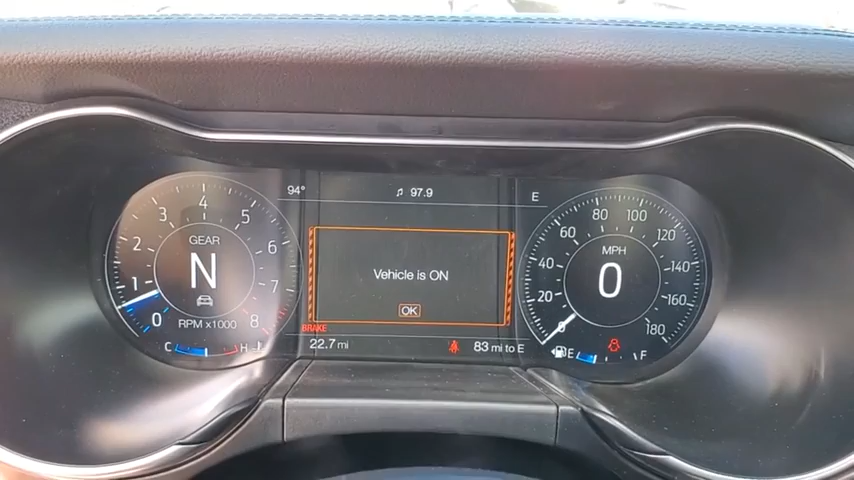 94°
♫ 97.9
E
GEAR
N
RPM x1000
0
1
2
3
4
5
6
7
8
C
H
Vehicle is ON
OK
BRAKE
22.7 mi
83 mi to E
MPH
0
0
20
40
60
80
100
120
140
160
180
E
F